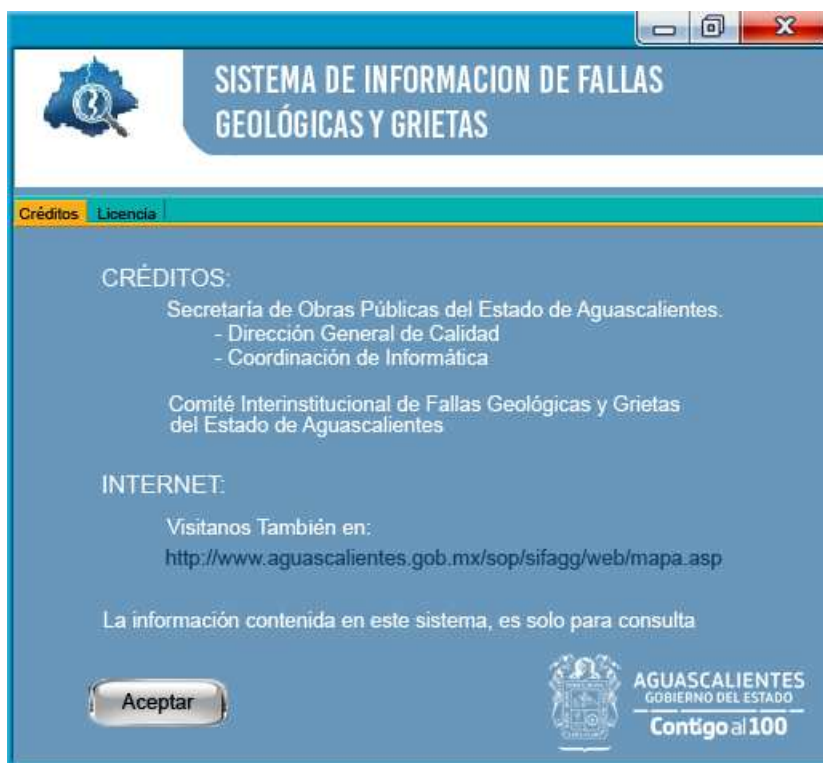 SISTEMA DE INFORMACION DE FALLAS
GEOLÓGICAS Y GRIETAS
Créditos Licencia
CRÉDITOS:
Secretaría de Obras Públicas del Estado de Aguascalientes.
- Dirección General de Calidad
- Coordinación de Informática
Comité Interinstitucional de Fallas Geológicas y Grietas
del Estado de Aguascalientes
INTERNET:
Visitanos También en:
http://www.aguascalientes.gob.mx/sop/sifagg/web/mapa.asp
La información contenida en este sistema, es solo para consulta
Aceptar
AGUASCALIENTES
GOBIERNO DEL ESTADO
Contigo al 100